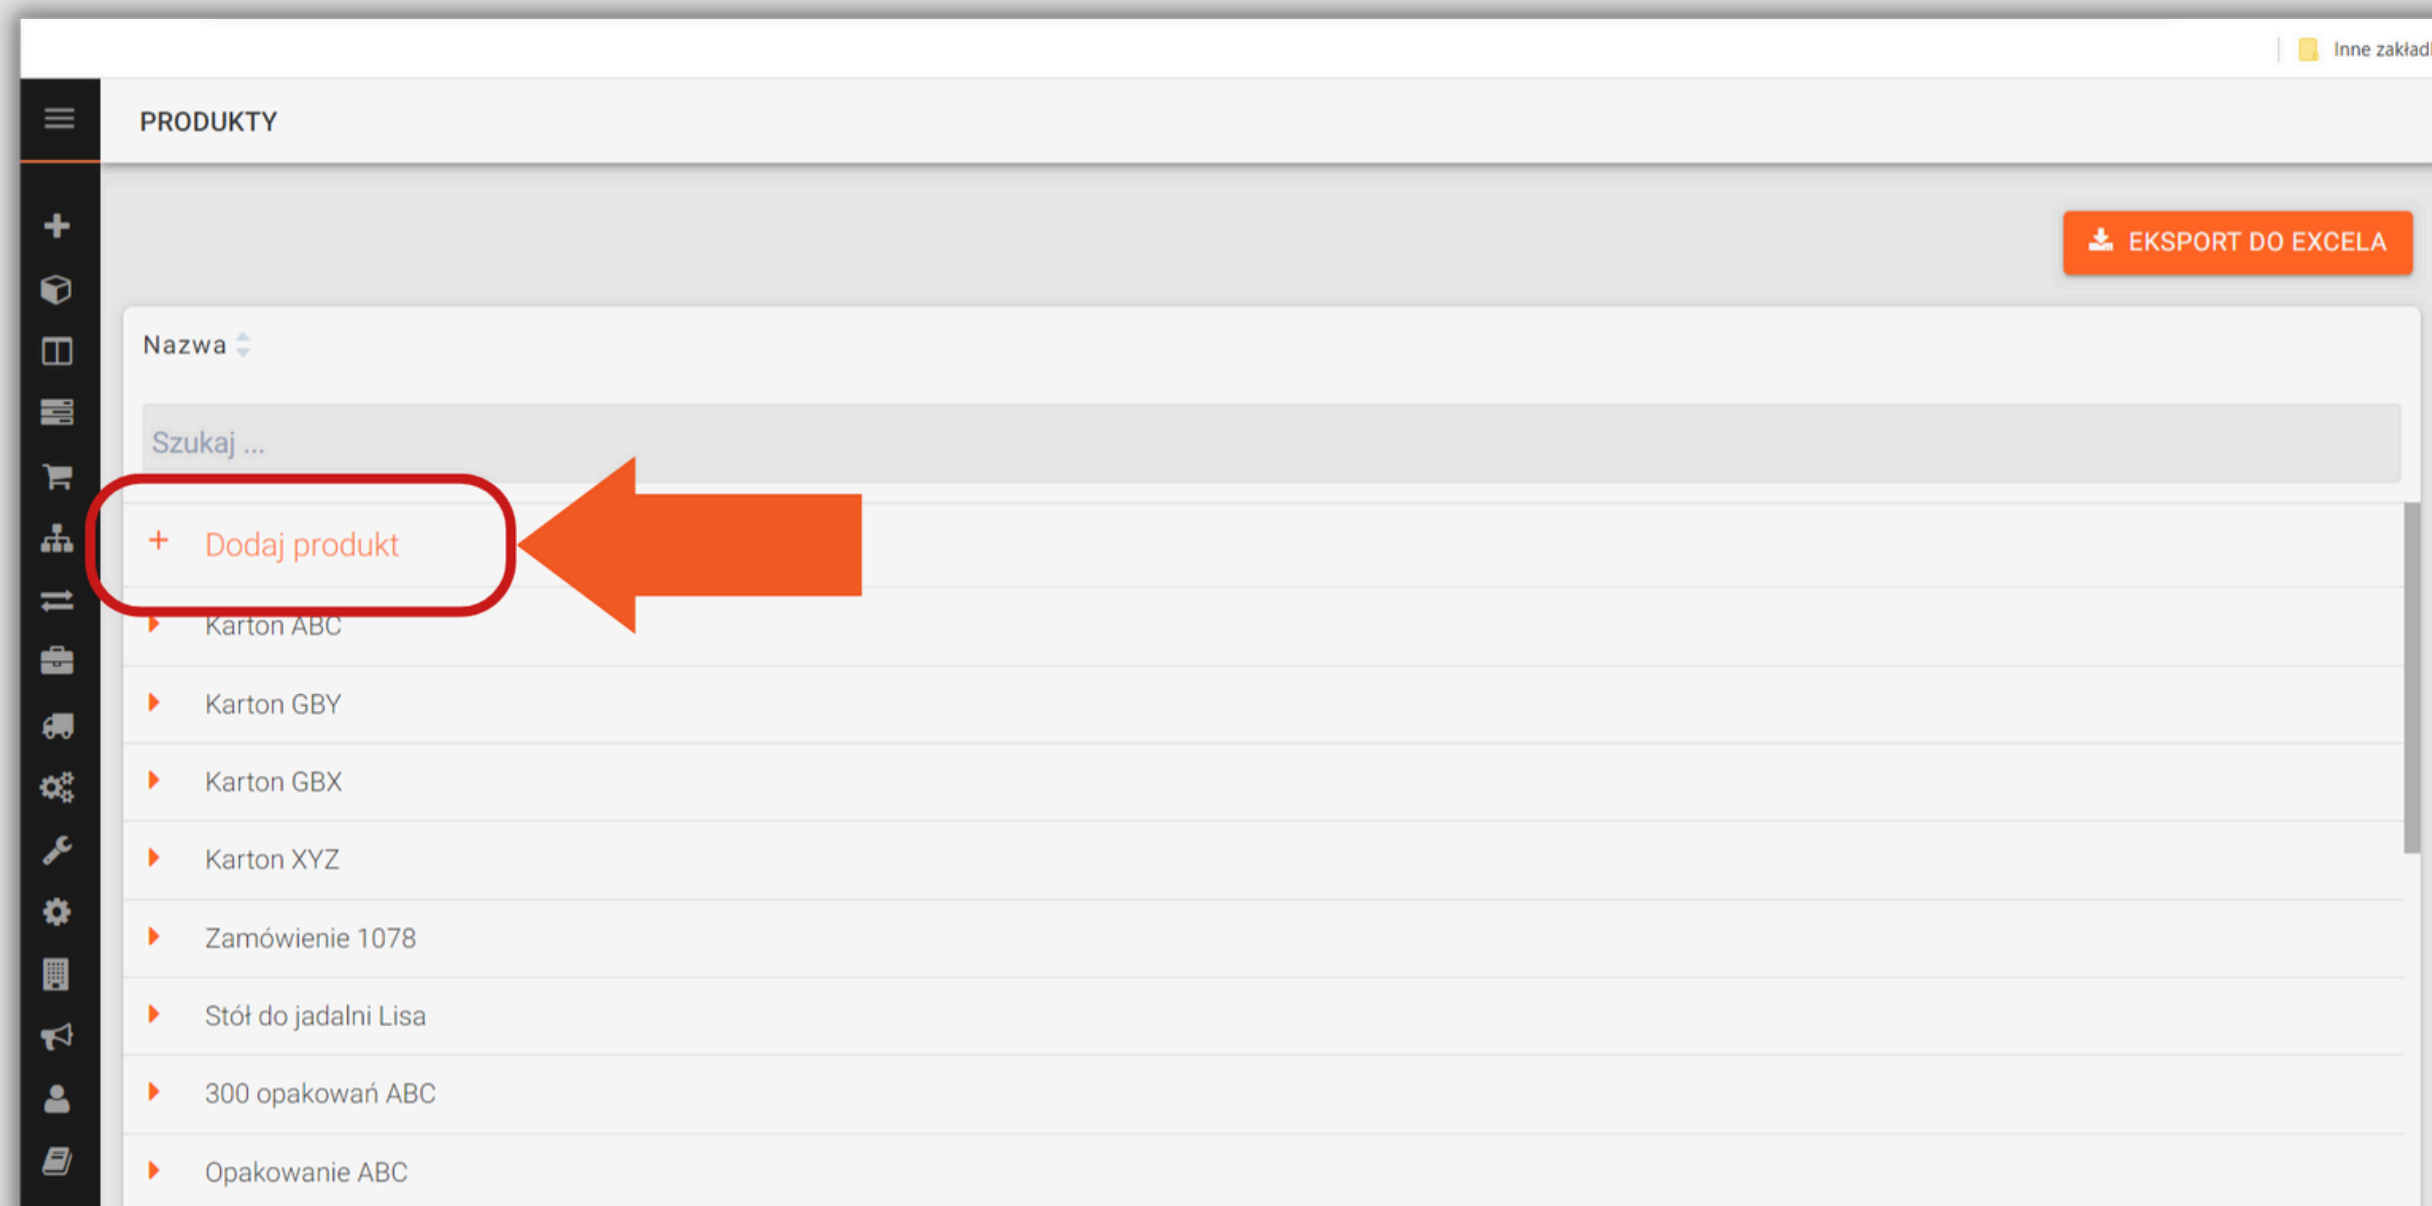 Inne zakład
PRODUKTY
EKSPORT DO EXCELA
Nazwa
Szukaj ...
+ Dodaj produkt
Karton ABC
Karton GBY
Karton GBX
Karton XYZ
Zamówienie 1078
Stół do jadalni Lisa
300 opakowań ABC
Opakowanie ABC